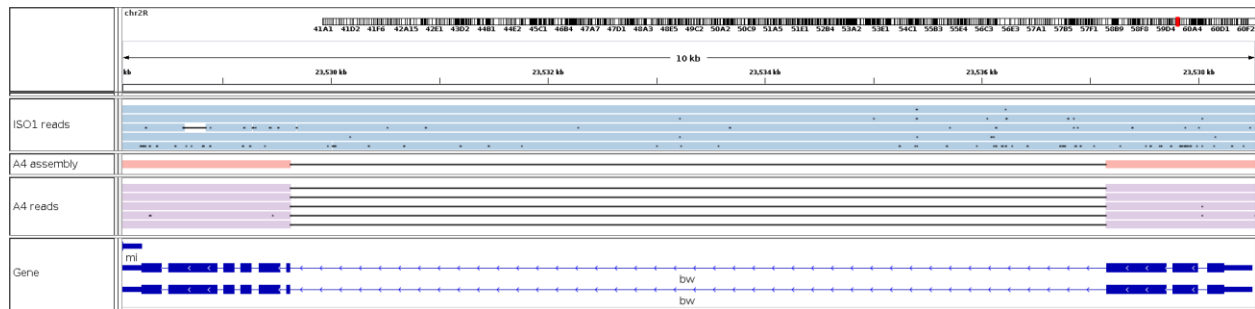 chr2R
41A1 41D2 41F6 42A15 42E1 43D2 44B1 44E2 45C1 46B4 47A7 47D1 48A3 48E5 49C2 50A2 50C9 51A5 51E1 52B4 53A2 53E1 54C1 55B3 55E4 56C3 56E3 57A1 57B5 57F1 58B9 58F8 59D4 60A4 60D1 60F2
10 kb
kb 23,530 kb 23,532 kb 23,534 kb 23,536 kb 23,538 kb
ISO1 reads
A4 assembly
A4 reads
Gene
mi
bw
bw